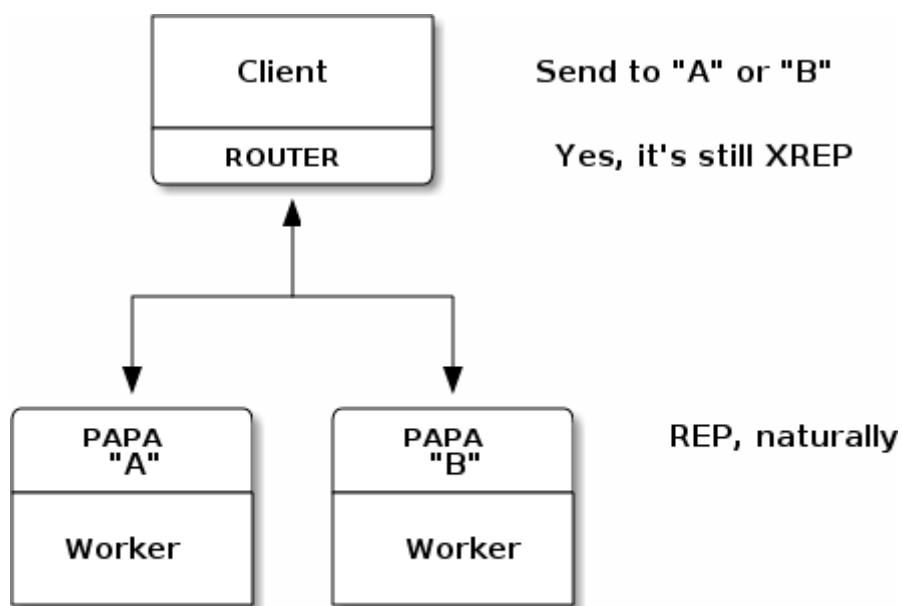 Client
Send to "A" or "B"
ROUTER
Yes, it's still XREP
PAPA
"A"
PAPA
"B"
REP, naturally
Worker
Worker